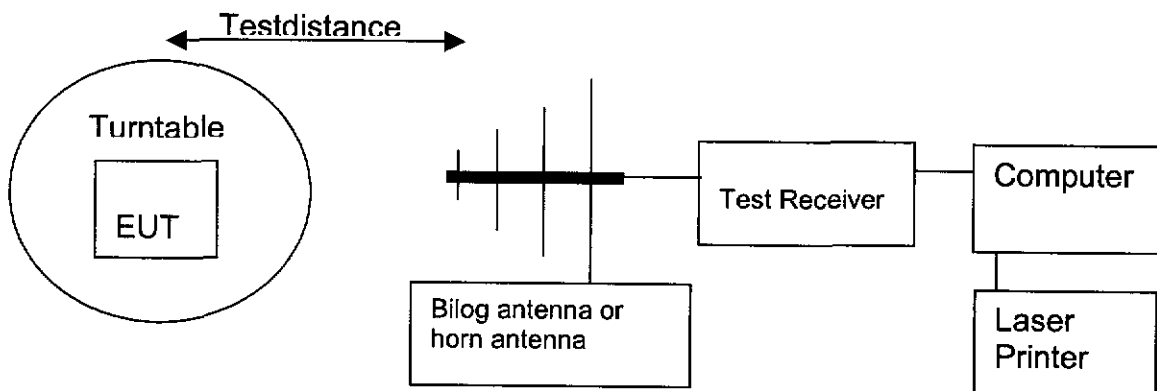 Testdistance
Turntable
EUT
Test Receiver
Computer
Bilog antenna or
horn antenna
Laser
Printer